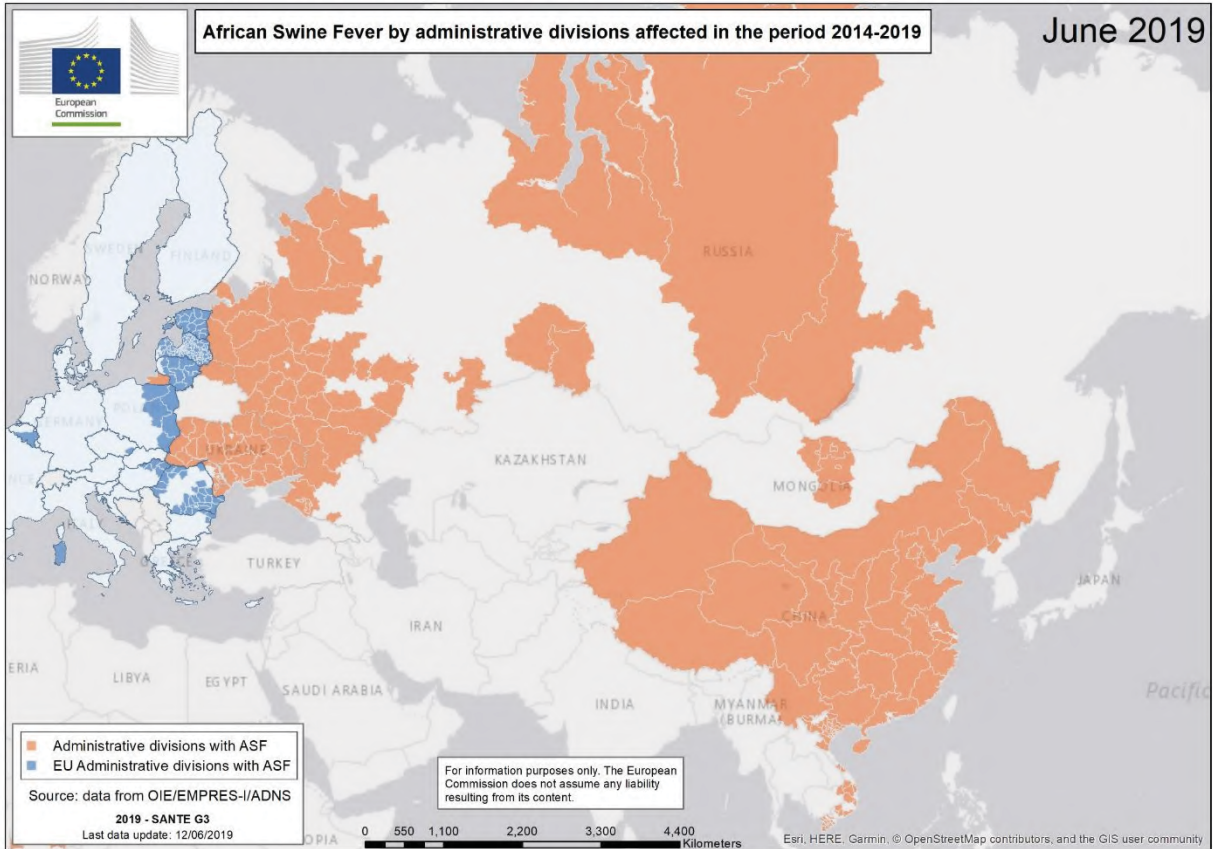 African Swine Fever by administrative divisions affected in the period 2014-2019
June 2019
European
Commission
SWEDEN
FINLAND
NORWAY
RUSSIA
GERMANY
UKRAINE
KAZAKHSTAN
MONGOLIA
TURKEY
JAPAN
CHINA
IRAN
LIBYA
EGYPT
SAUDI ARABIA
INDIA
MYANMAR
(BURMA)
Pacific
Administrative divisions with ASF
EU Administrative divisions with ASF
Source: data from OIE/EMPRES-I/ADNS
2019 - SANTE G3
Last data update: 12/06/2019
For information purposes only. The European
Commission does not assume any liability
resulting from its content.
0 550 1,100 2,200 3,300 4,400
Kilometers
Esri, HERE, Garmin, © OpenStreetMap contributors, and the GIS user community